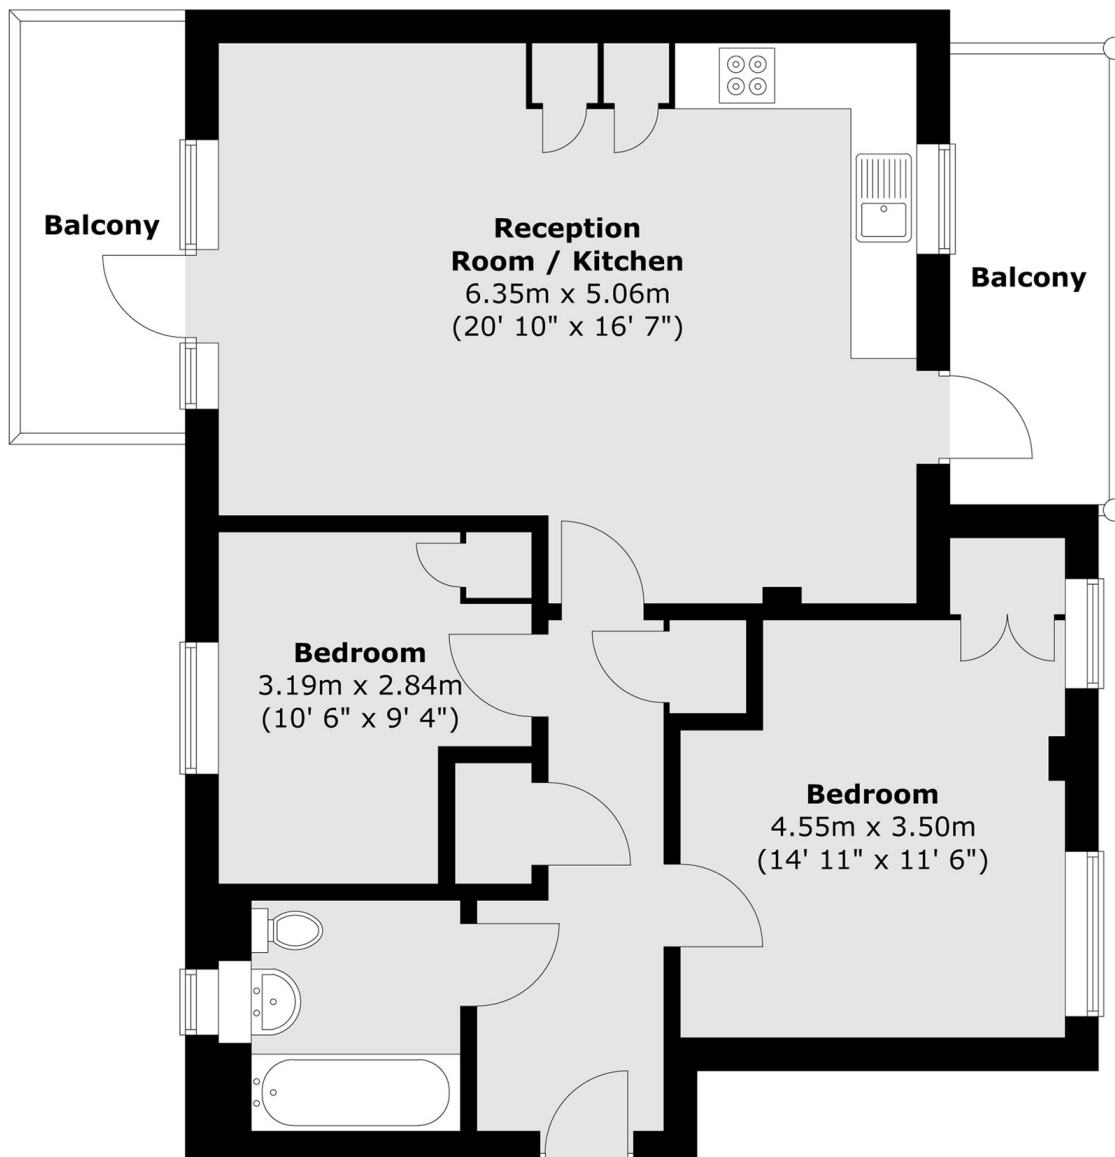 Balcony
Reception
Room / Kitchen
6.35m x 5.06m
(20' 10" x 16' 7")
Balcony
Bedroom
3.19m x 2.84m
(10' 6" x 9' 4")
Bedroom
4.55m x 3.50m
(14' 11" x 11' 6")